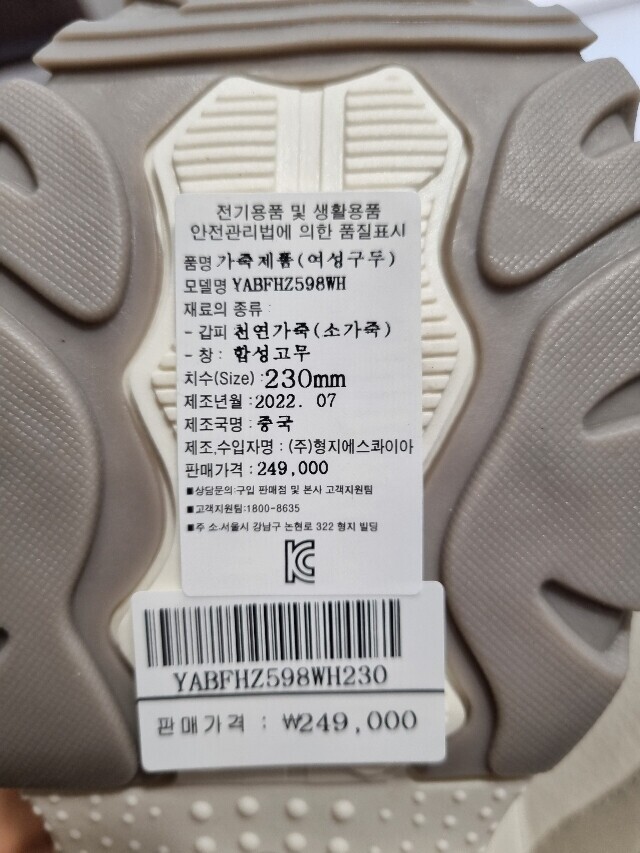 전기용품 및 생활용품
안전관리법에 의한 품질표시
품명 가죽제품(여성구두)
모델명 YABFHZ598WH
재료의 종류 :
- 갑피 천연가죽(소가죽)
- 창 : 합성고무
치수(Size) : 230mm
제조년월 : 2022. 07
제조국명 : 중국
제조,수입자명 : (주)형지에스콰이아
판매가격 : 249,000
■상담문의:구입 판매점 및 본사 고객지원팀
■고객지원팀:1800-8635
■주 소.서울시 강남구 논현로 322 형지 빌딩
KC
YABFHZ598WH230
판매가격 : ₩249,000